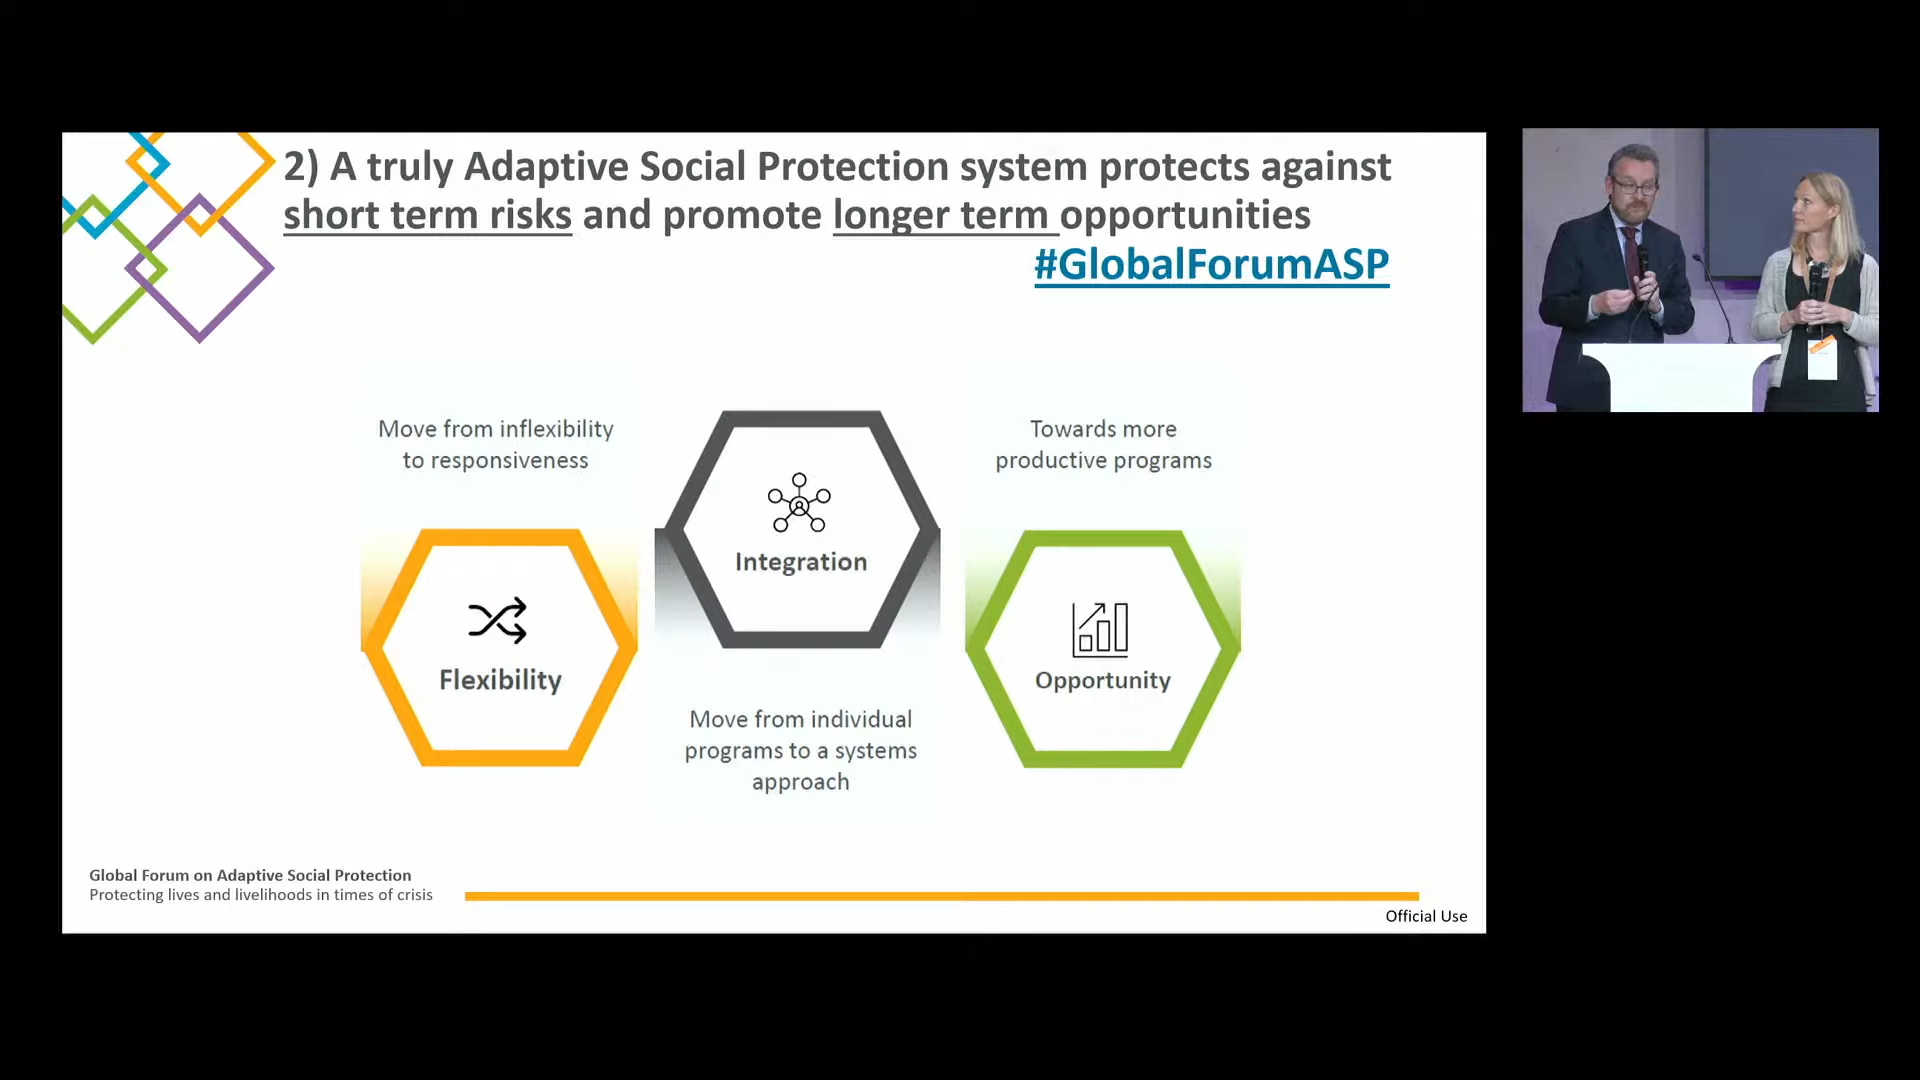 2) A truly Adaptive Social Protection system protects against
short term risks and promote longer term opportunities
#GlobalForumASP
Move from inflexibility
to responsiveness
Flexibility
Integration
Move from individual
programs to a systems
approach
Towards more
productive programs
Opportunity
Global Forum on Adaptive Social Protection
Protecting lives and livelihoods in times of crisis
Official Use